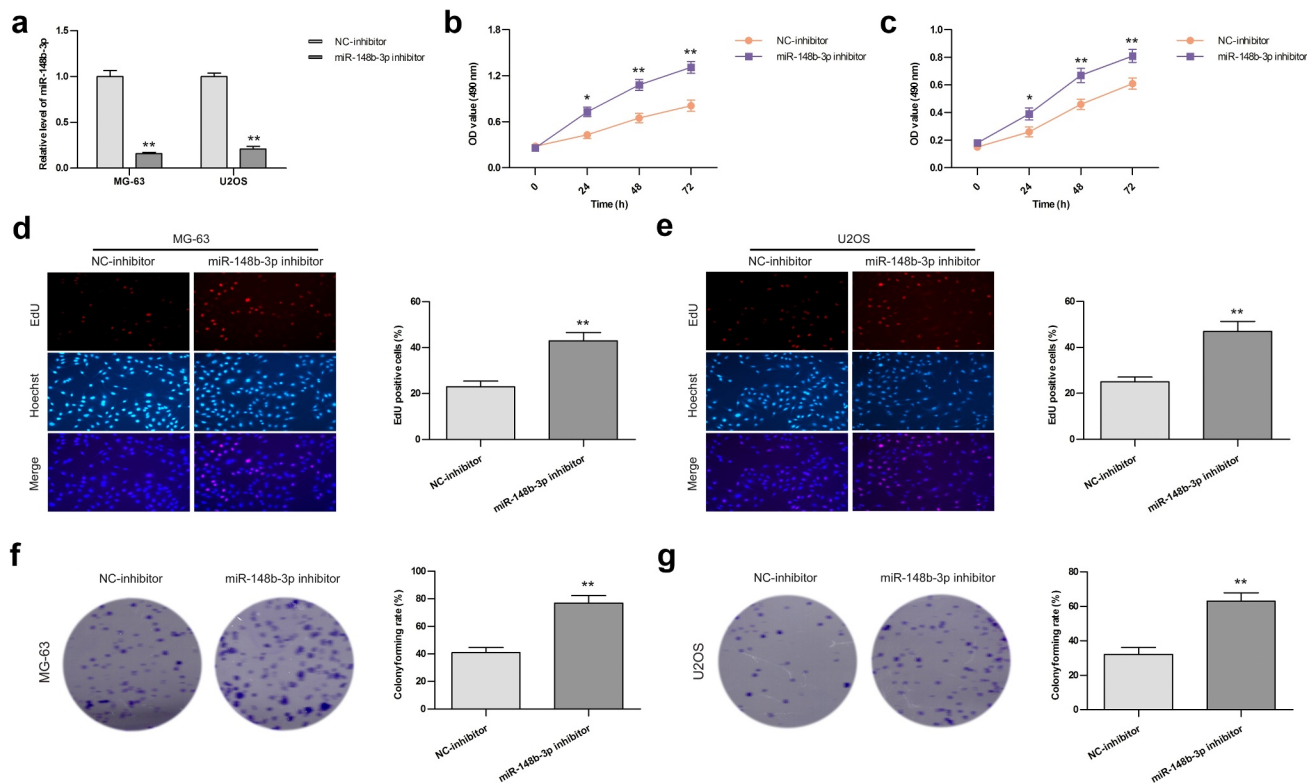 a
Relative level of miR-148b-3p
1.5
1.0
0.5
0.0
MG-63
U2OS
NC-inhibitor
miR-148b-3p inhibitor
**
**
b
OD value (490 nm)
1.8
1.2
0.6
0.0
0
24
48
72
Time (h)
NC-inhibitor
miR-148b-3p inhibitor
*
**
**
c
OD value (490 nm)
1.0
0.8
0.6
0.4
0.2
0.0
0
24
48
72
Time (h)
NC-inhibitor
miR-148b-3p inhibitor
*
**
**
d
MG-63
NC-inhibitor
miR-148b-3p inhibitor
EdU
Hoechst
Merge
EdU positive cells (%)
60
40
20
0
**
NC-inhibitor
miR-148b-3p inhibitor
e
U2OS
NC-inhibitor
miR-148b-3p inhibitor
EdU
Hoechst
Merge
EdU positive cells (%)
60
40
20
0
**
NC-inhibitor
miR-148b-3p inhibitor
f
NC-inhibitor
miR-148b-3p inhibitor
MG-63
Colonyforming rate (%)
100
80
60
40
20
0
**
NC-inhibitor
miR-148b-3p inhibitor
g
NC-inhibitor
miR-148b-3p inhibitor
U2OS
Colonyforming rate (%)
80
60
40
20
0
**
NC-inhibitor
miR-148b-3p inhibitor